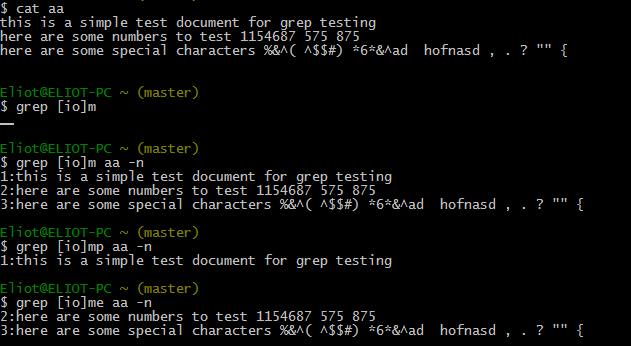 $ cat aa
this is a simple test document for grep testing
here are some numbers to test 1154687 575 875
here are some special characters %&^( ^$$#) *6*&^ad  hofnasd , . ? "" {
Eliot@ELIOT-PC ~ (master)
$ grep [io]m
Eliot@ELIOT-PC ~ (master)
$ grep [io]m aa -n
1:this is a simple test document for grep testing
2:here are some numbers to test 1154687 575 875
3:here are some special characters %&^( ^$$#) *6*&^ad  hofnasd , . ? "" {
Eliot@ELIOT-PC ~ (master)
$ grep [io]mp aa -n
1:this is a simple test document for grep testing
Eliot@ELIOT-PC ~ (master)
$ grep [io]me aa -n
2:here are some numbers to test 1154687 575 875
3:here are some special characters %&^( ^$$#) *6*&^ad  hofnasd , . ? "" {